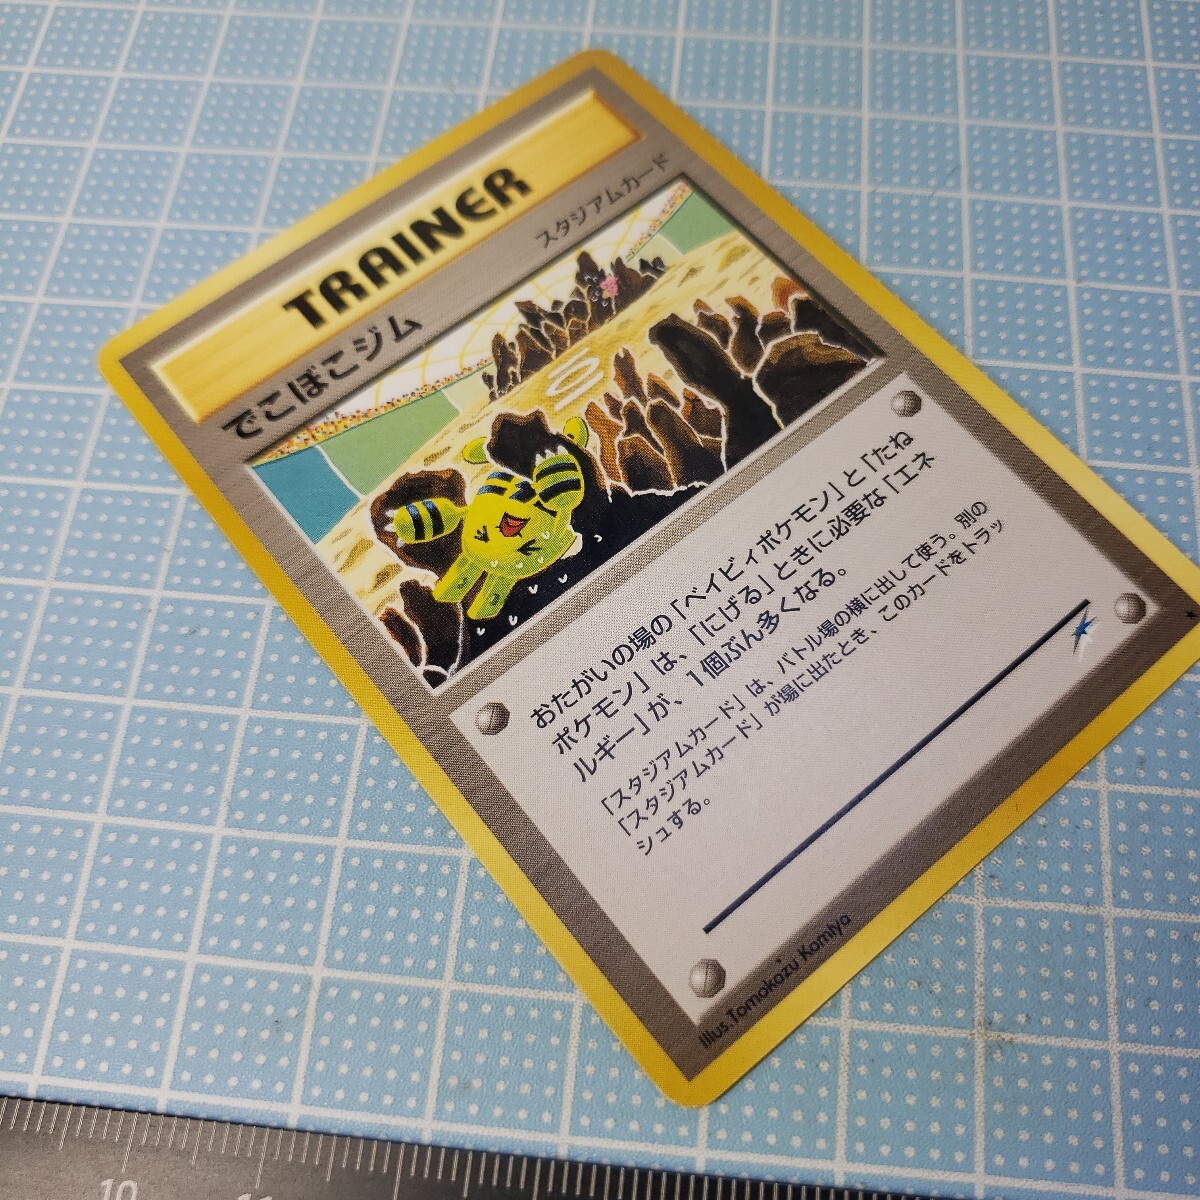 TRAINER
スタジアムカード
でこぼこジム
おたがいの場の「ベイビィポケモン」と「たね
ポケモン」は、「にげる」ときに必要な「エネ
ルギー」が、1個ぶん多くなる。
「スタジアムカード」は、バトル場の横に出して使う。別の
「スタジアムカード」が場に出たとき、このカードをトラッ
シュする。
Illus.Tomokazu Komiya
10